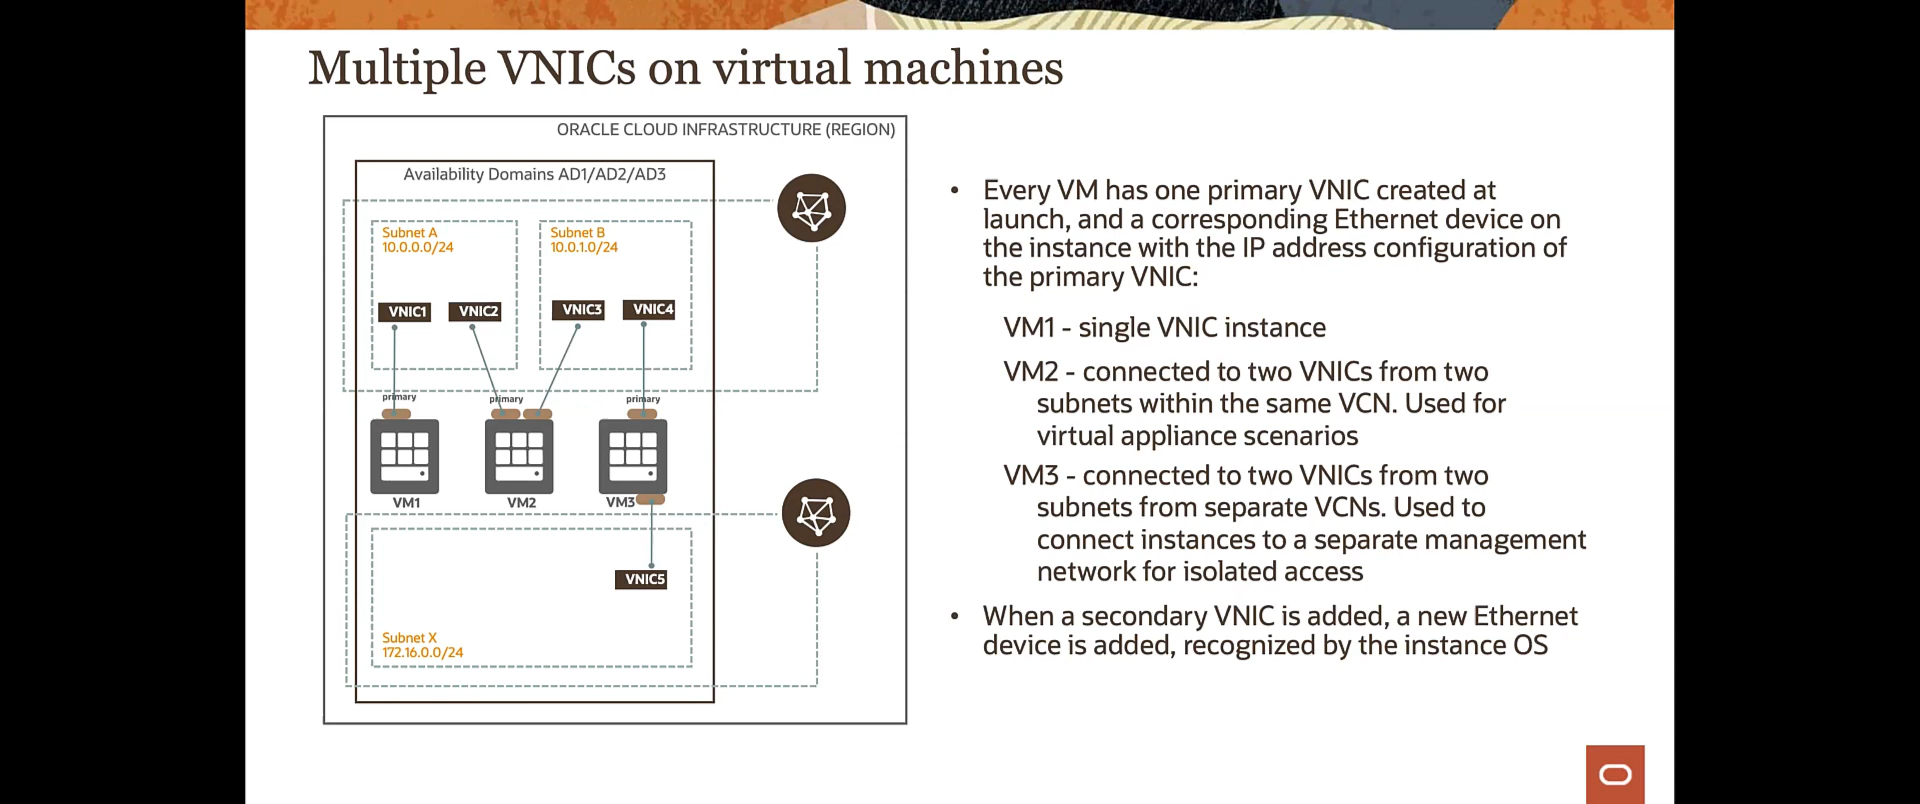 Multiple VNICs on virtual machines
ORACLE CLOUD INFRASTRUCTURE (REGION)
Availability Domains AD1/AD2/AD3
Subnet A
10.0.0.0/24
Subnet B
10.0.1.0/24
VNIC1
VNIC2
VNIC3
VNIC4
primary
primary
primary
VM1
VM2
VM3
VNIC5
Subnet X
172.16.0.0/24
• Every VM has one primary VNIC created at
launch, and a corresponding Ethernet device on
the instance with the IP address configuration of
the primary VNIC:
VM1 - single VNIC instance
VM2 - connected to two VNICs from two
subnets within the same VCN. Used for
virtual appliance scenarios
VM3 - connected to two VNICs from two
subnets from separate VCNs. Used to
connect instances to a separate management
network for isolated access
• When a secondary VNIC is added, a new Ethernet
device is added, recognized by the instance OS